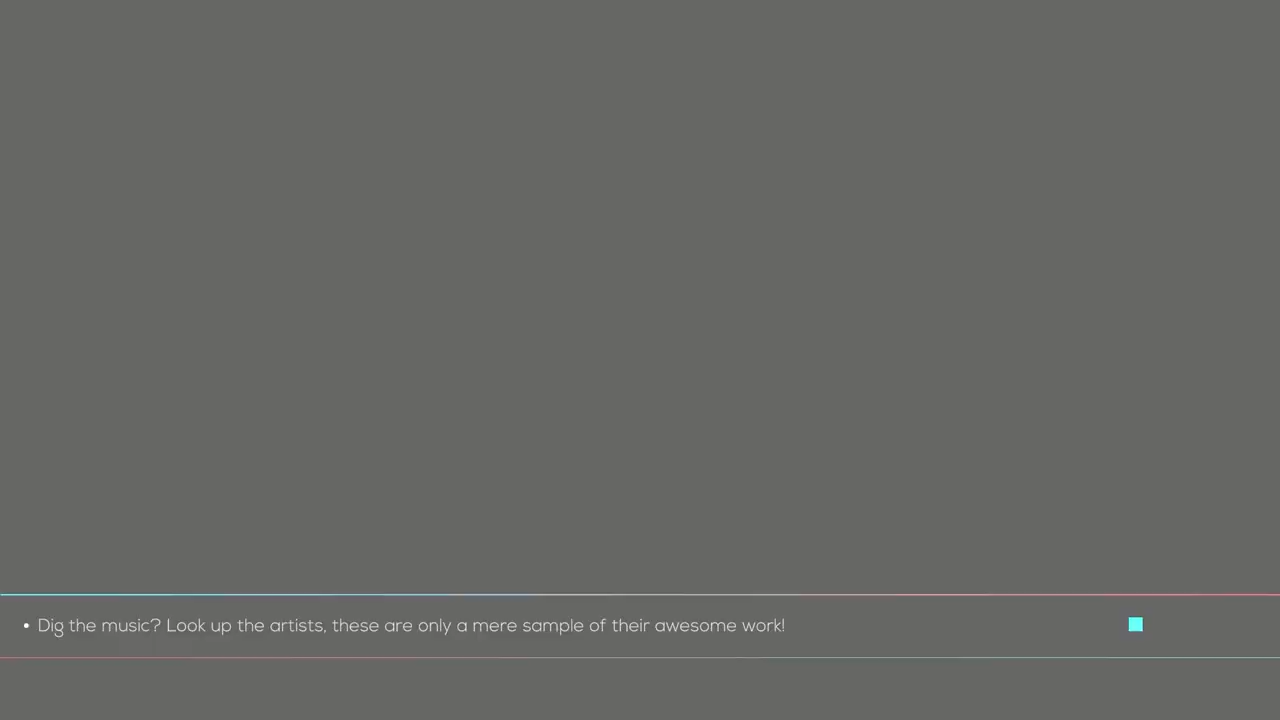 • Dig the music? Look up the artists, these are only a mere sample of their awesome work!